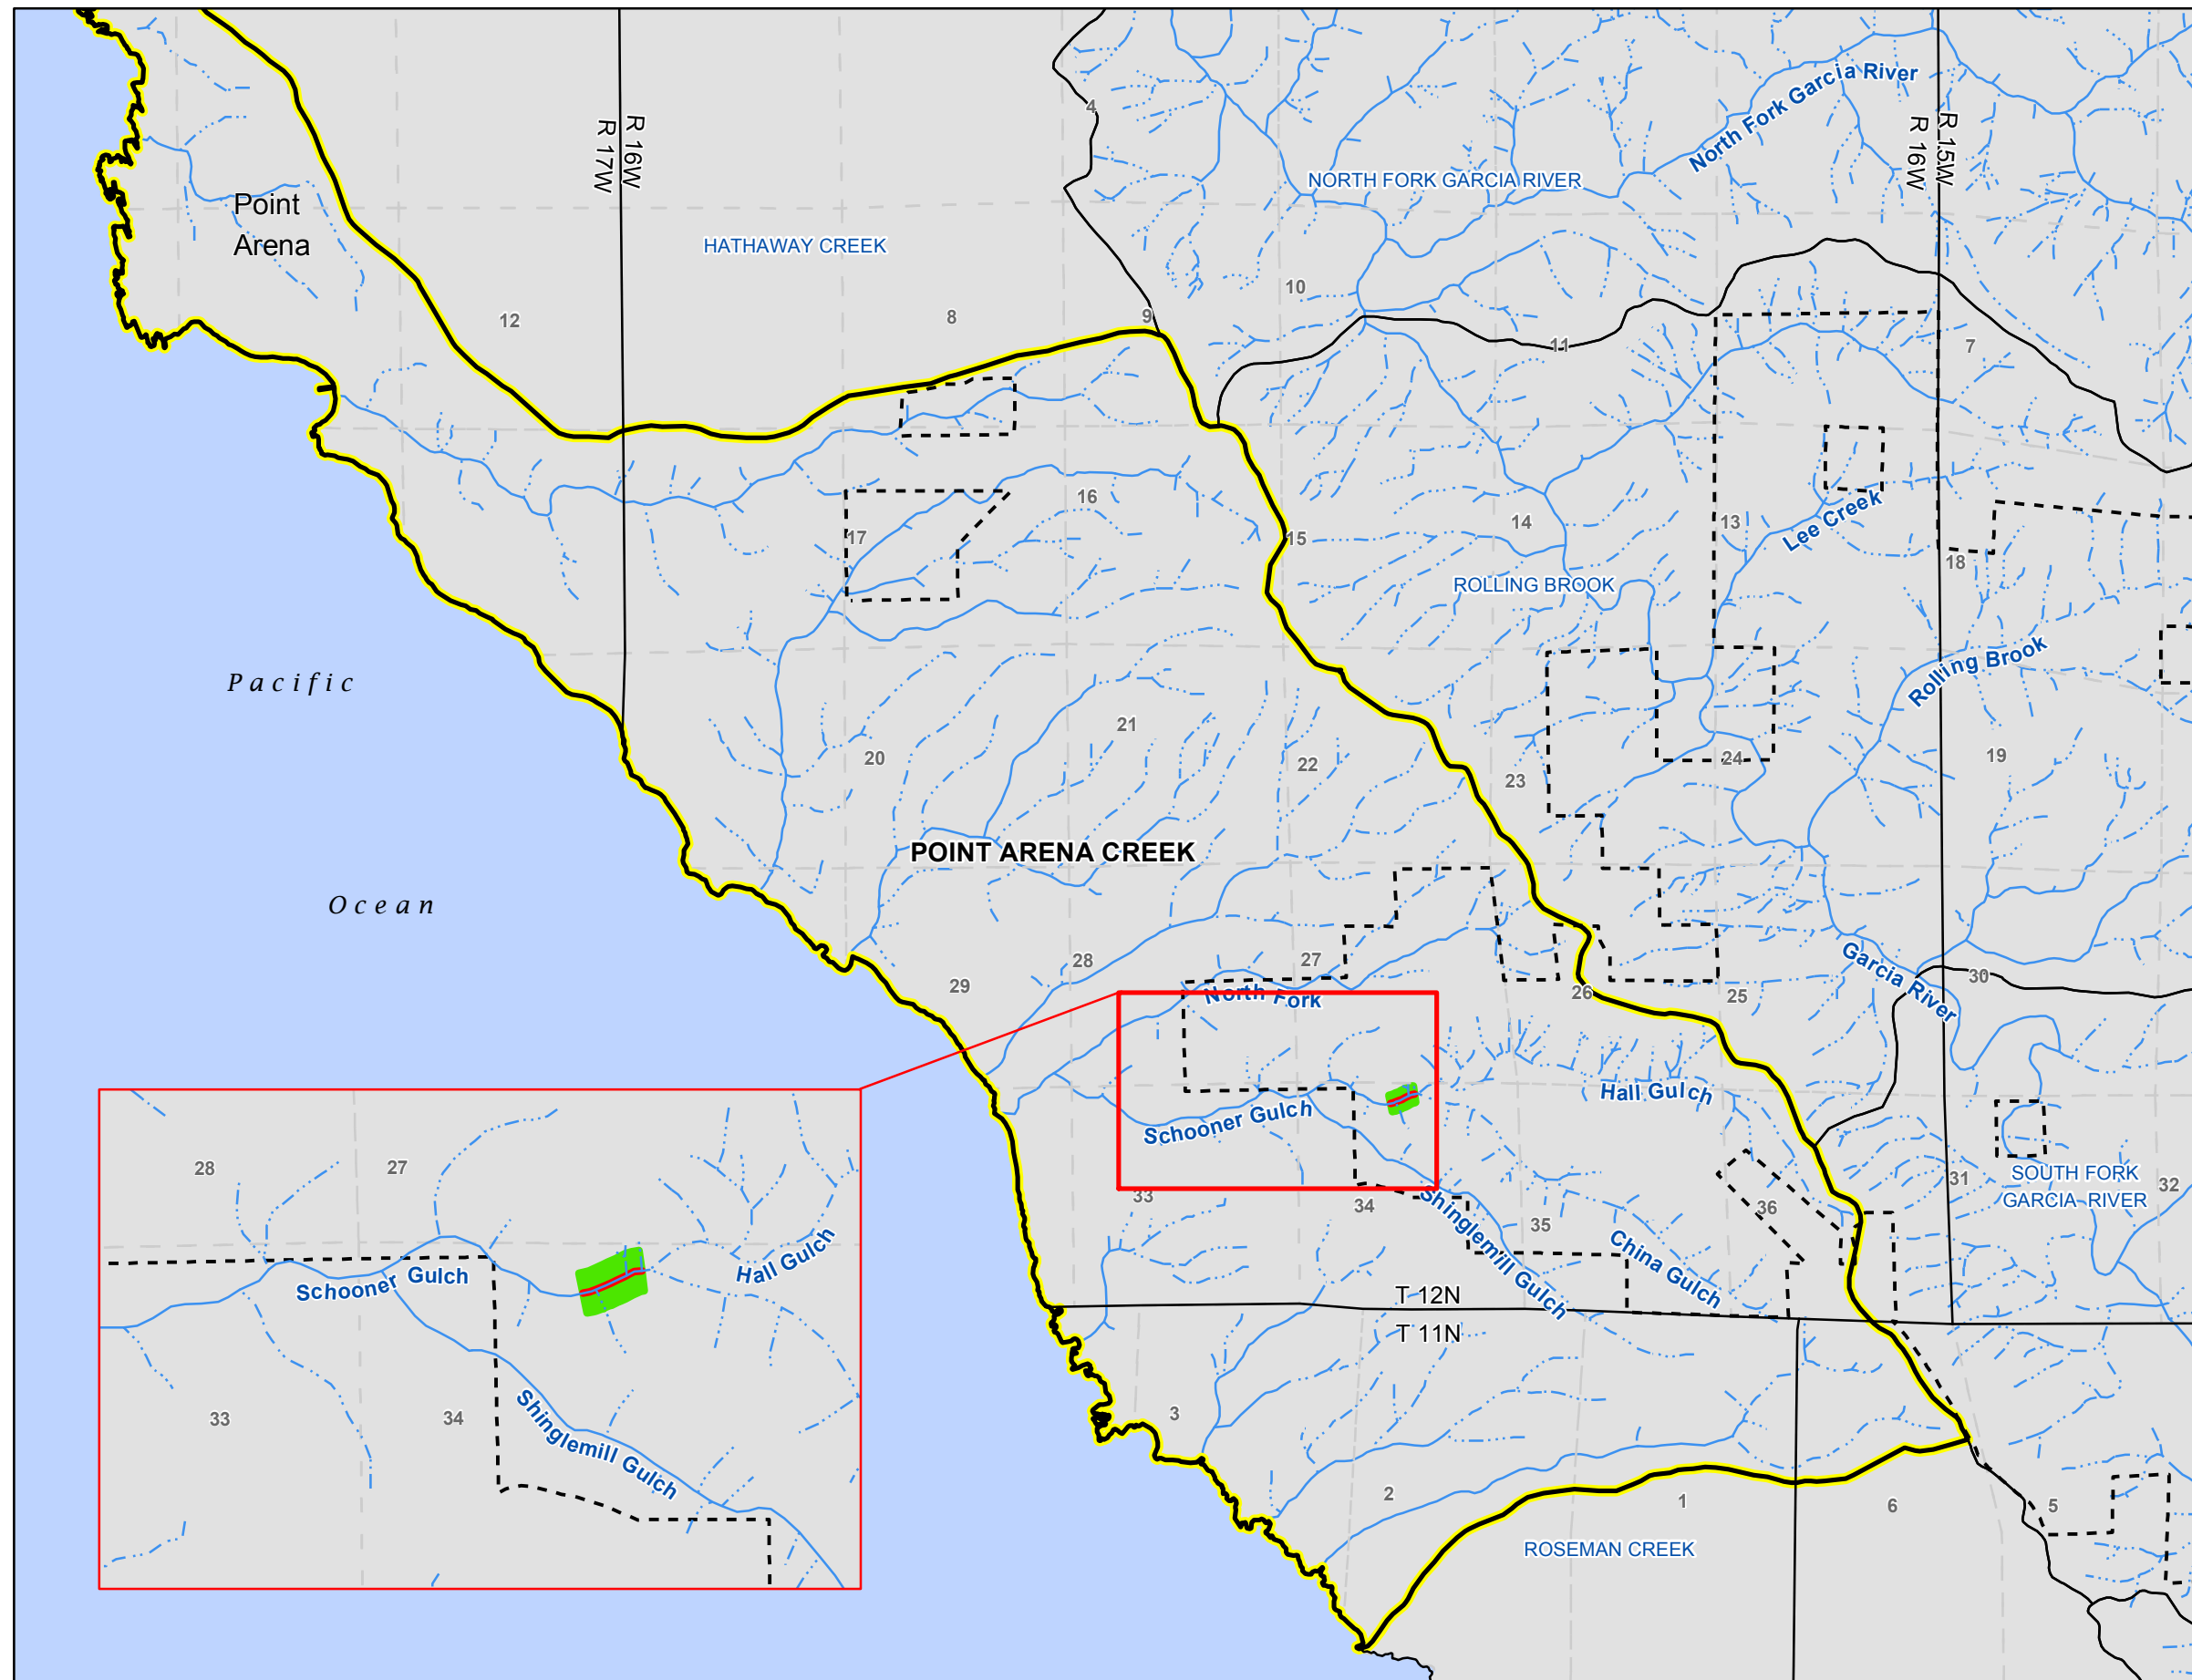 4
North Fork Garcia River
R 17W
R 16W
R 16W
R 15W
Point
Arena
NORTH FORK GARCIA RIVER
HATHAWAY CREEK
10
12
8
9
11
7
16
17
15
14
13
Lee Creek
18
ROLLING BROOK
Rolling Brook
Pacific
20
21
22
23
24
19
POINT ARENA CREEK
Ocean
29
28
27
North Fork
26
25
Garcia River
30
Schooner Gulch
Hall Gulch
33
34
Shinglemill Gulch
35
China Gulch
36
31
SOUTH FORK
GARCIA RIVER
32
28
27
Schooner Gulch
Hall Gulch
33
34
Shinglemill Gulch
T 12N
T 11N
3
2
1
6
5
ROSEMAN CREEK